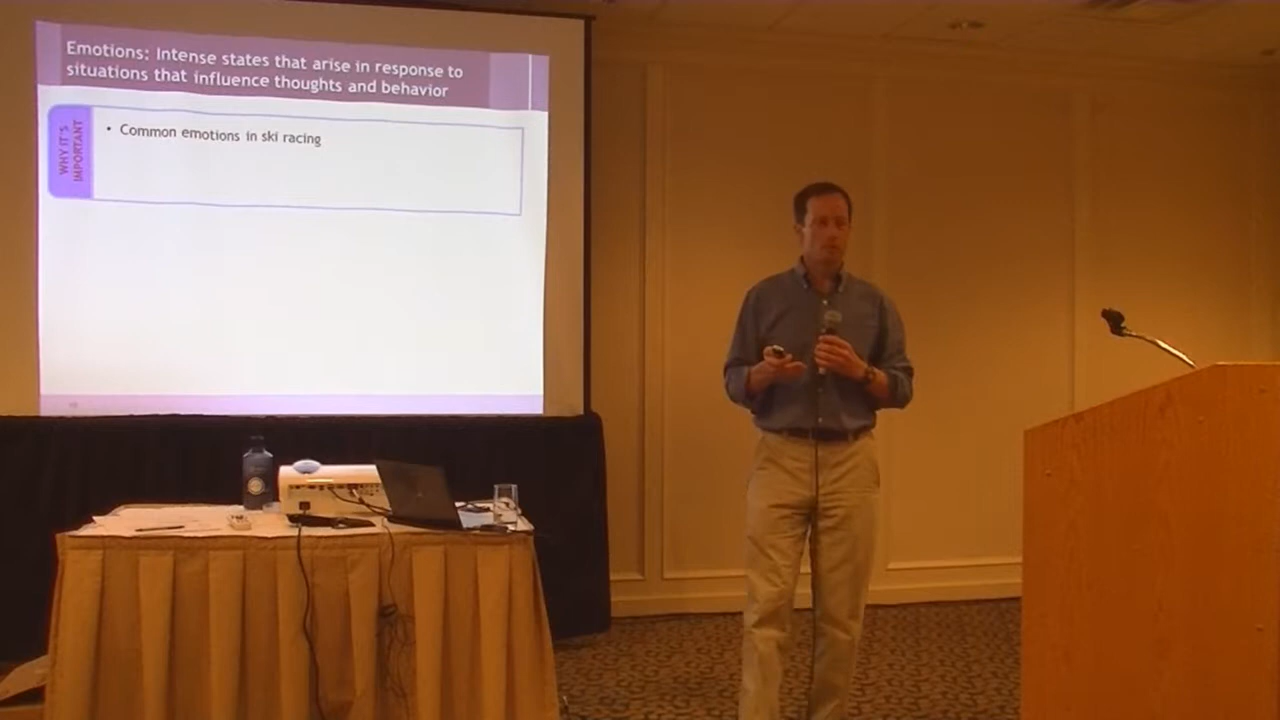 Emotions: Intense states that arise in response to
situations that influence thoughts and behavior
WHY IT'S
IMPORTANT
• Common emotions in ski racing